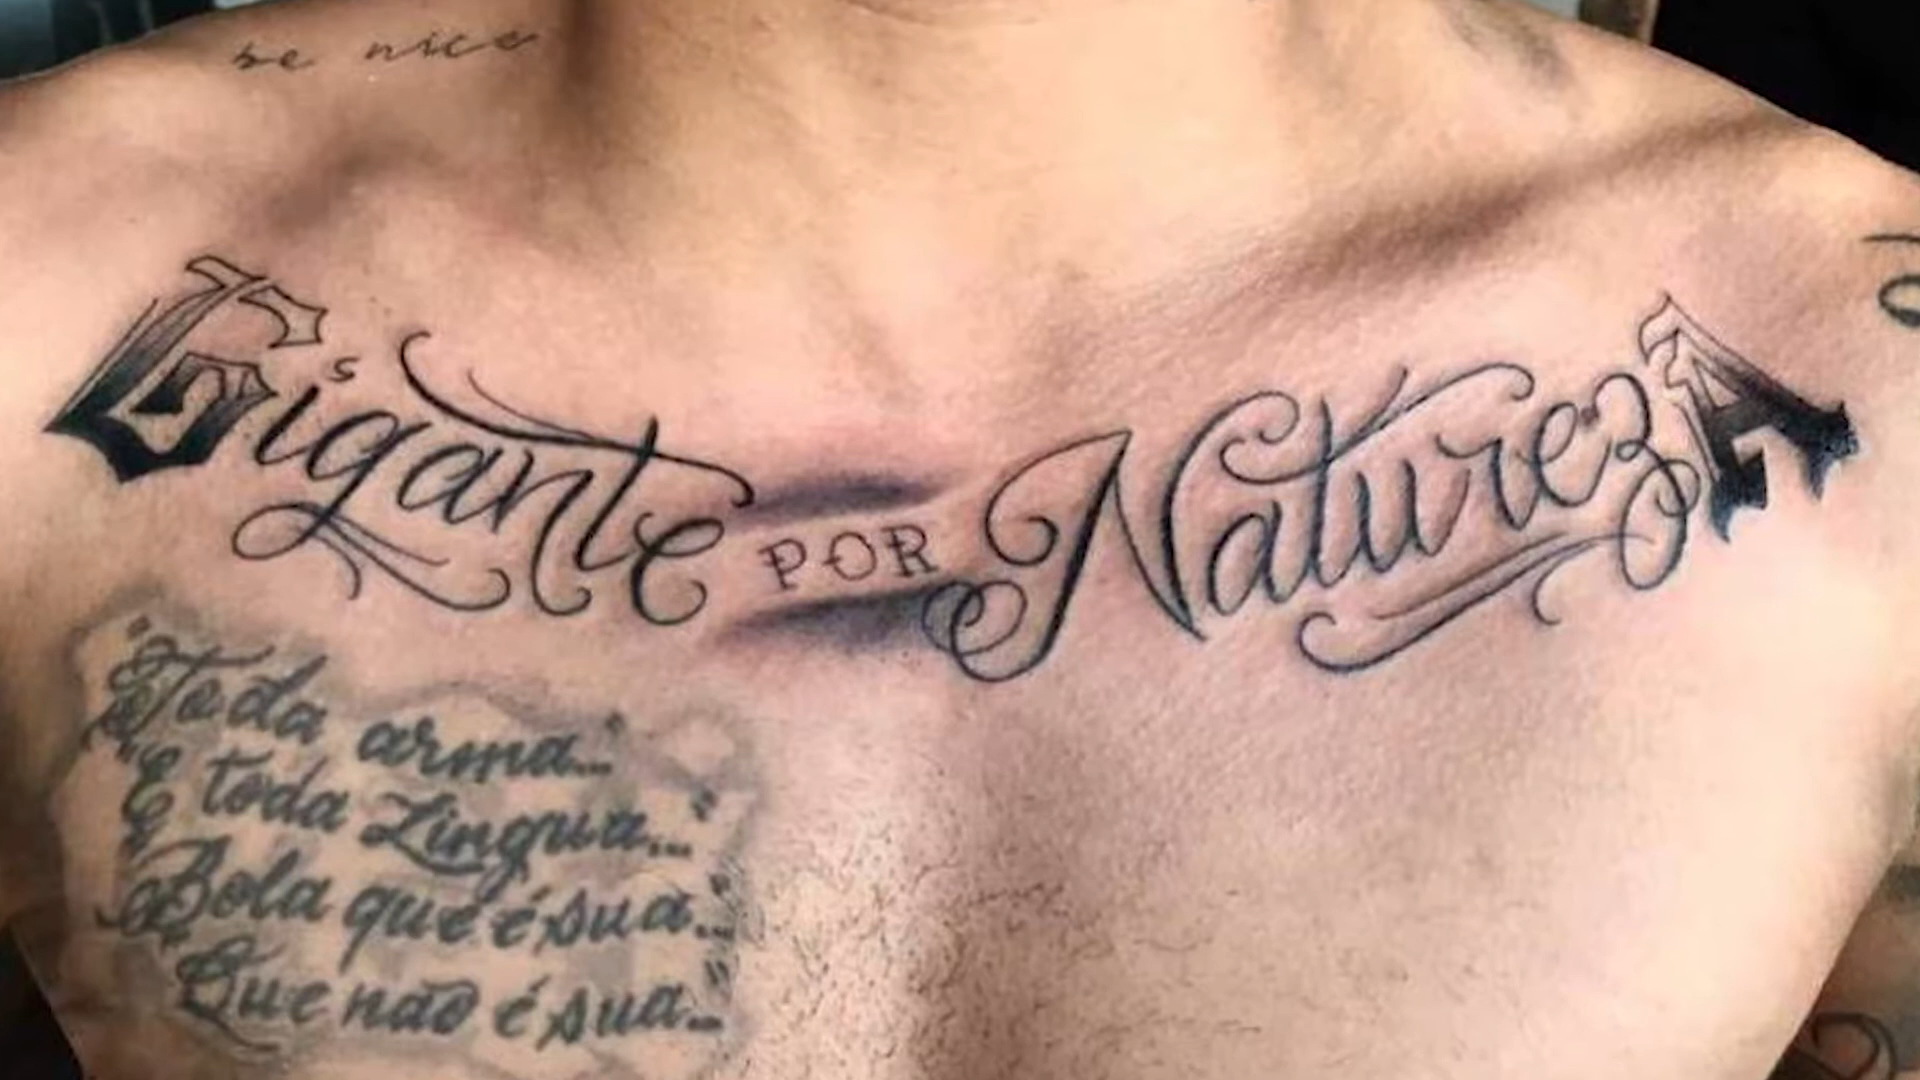 be nice
Gigante POR NaturezA
"Toda arma..."
"E toda Lingua..."
"Bola que é sua..."
"Que não é sua..."